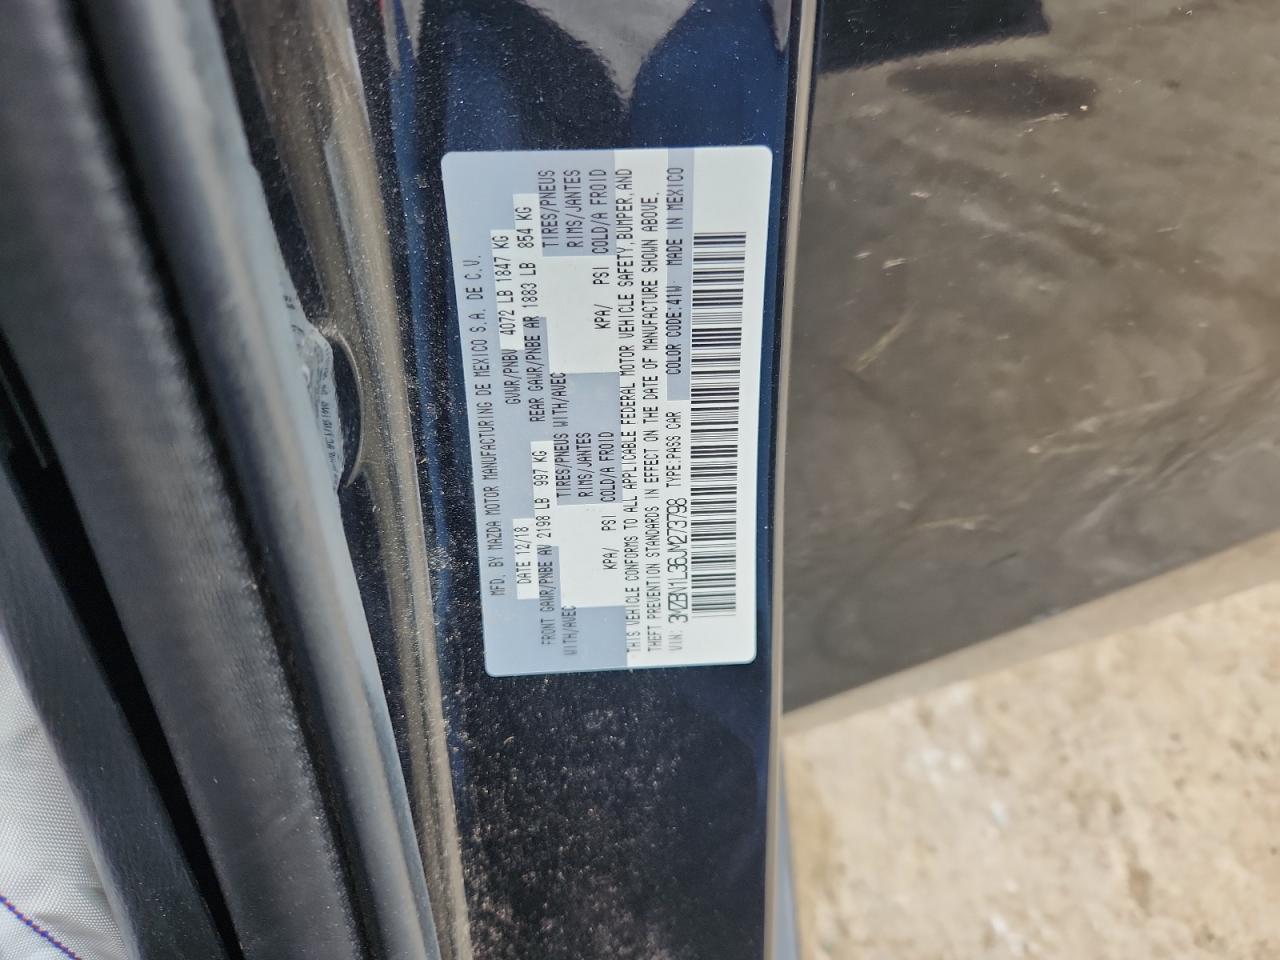 MFD. BY MAZDA MOTOR MANUFACTURING DE MEXICO S.A. DE C.V.
DATE 12/18 GVWR/PNBV 4072 LB 1847 KG
FRONT GAWR/PNBE AV 2198 LB 997 KG REAR GAWR/PNBE AR 1883 LB 854 KG
WITH/AVEC TIRES/PNEUS WITH/AVEC TIRES/PNEUS
RIMS/JANTES RIMS/JANTES
KPA/ PSI COLD/A FROID KPA/ PSI COLD/A FROID
THIS VEHICLE CONFORMS TO ALL APPLICABLE FEDERAL MOTOR VEHICLE SAFETY, BUMPER, AND
THEFT PREVENTION STANDARDS IN EFFECT ON THE DATE OF MANUFACTURE SHOWN ABOVE.
VIN: 3MZBN1L36JM273798 TYPE:PASS CAR COLOR CODE:41W MADE IN MEXICO